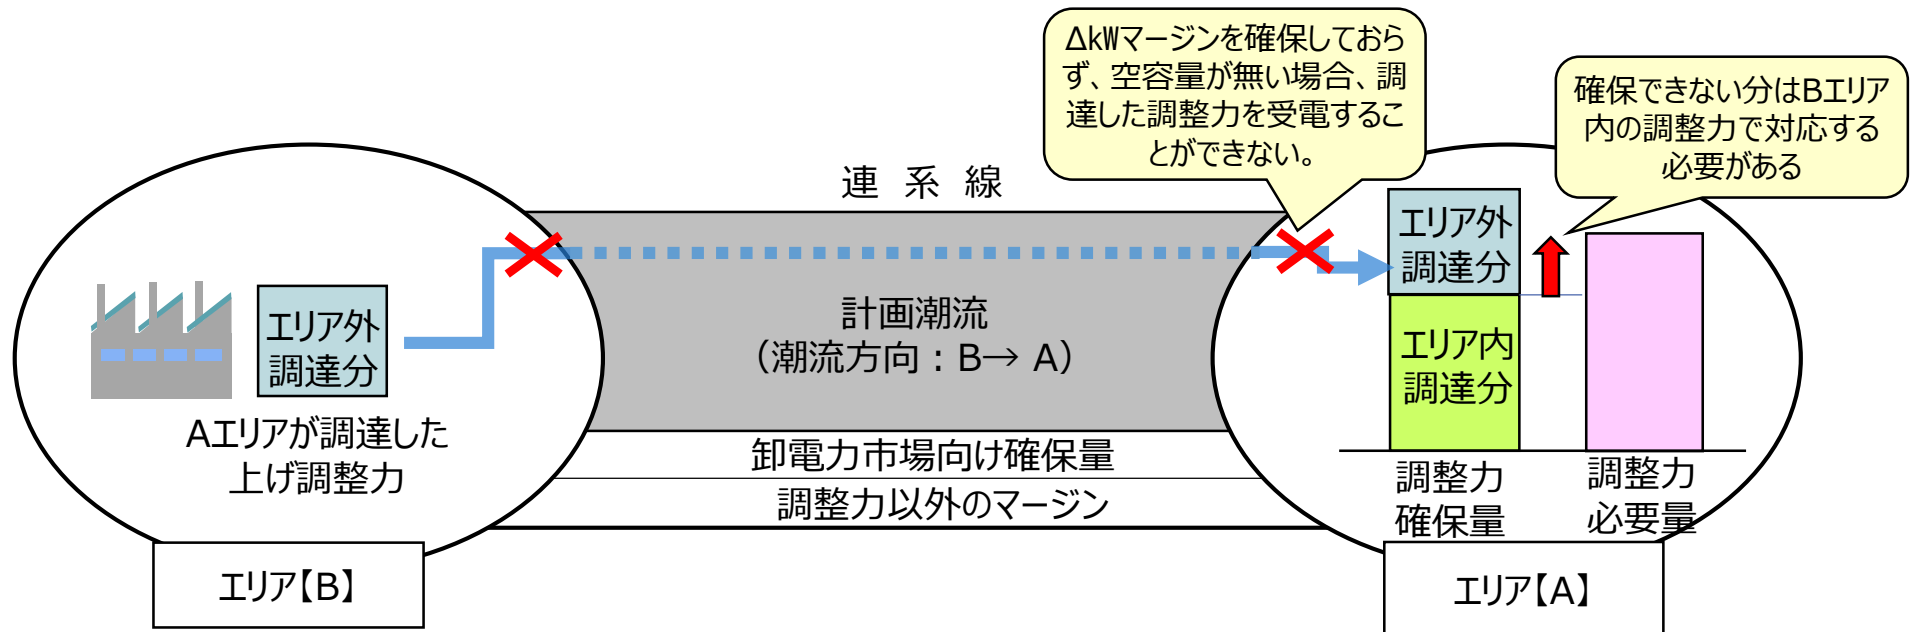 ΔkWマージンを確保しておら
ず、空容量が無い場合、調
達した調整力を受電するこ
とができない。
確保できない分はBエリア
内の調整力で対応する
必要がある
連 系 線
エリア外
調達分
Aエリアが調達した
上げ調整力
エリア【B】
計画潮流
（潮流方向：B→ A）
卸電力市場向け確保量
調整力以外のマージン
エリア外
調達分
エリア内
調達分
調整力
確保量
調整力
必要量
エリア【A】